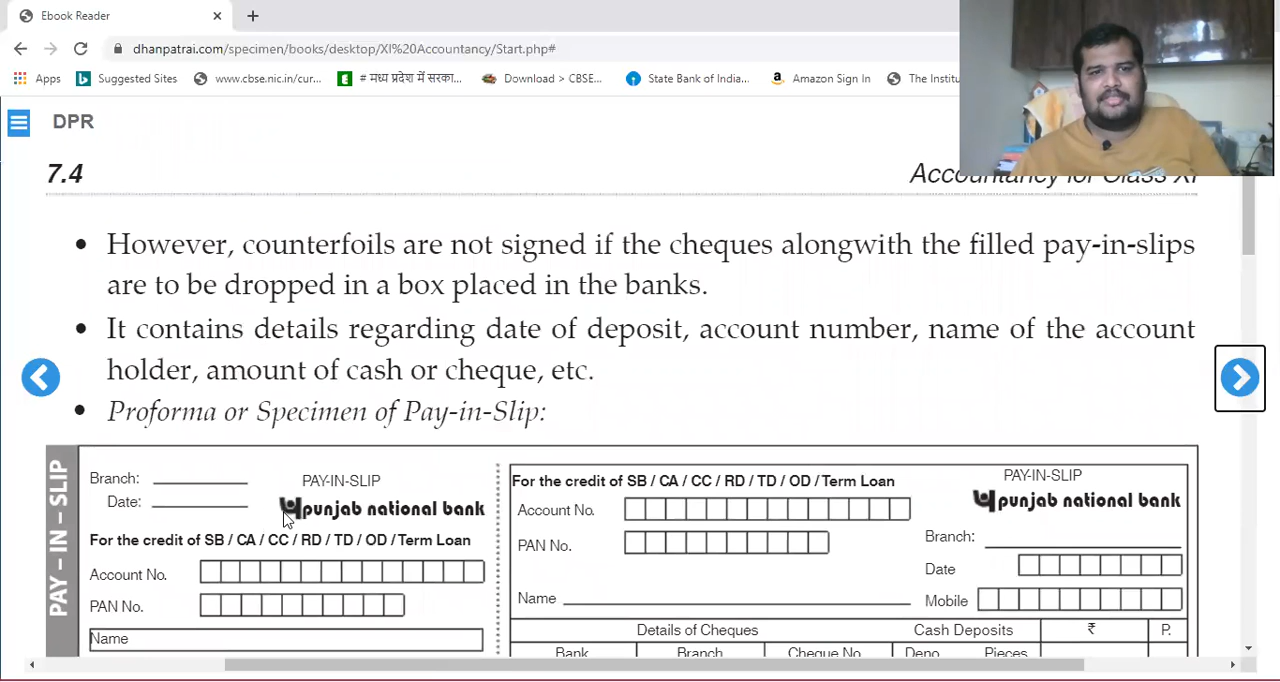 Ebook Reader
dhanpatrai.com/specimen/books/desktop/XI%20Accountancy/Start.php#
Apps Suggested Sites www.cbse.nic.in/cur... # मध्य प्रदेश में सरका... Download > CBSE... State Bank of Indi... Amazon Sign In The Institu
DPR
7.4 Accountancy for Class XI
• However, counterfoils are not signed if the cheques alongwith the filled pay-in-slips
are to be dropped in a box placed in the banks.
• It contains details regarding date of deposit, account number, name of the account
holder, amount of cash or cheque, etc.
• Proforma or Specimen of Pay-in-Slip:
PAY – IN – SLIP
Branch:
PAY-IN-SLIP
Date:
punjab national bank
For the credit of SB / CA / CC / RD / TD / OD / Term Loan
Account No.
PAN No.
Name
For the credit of SB / CA / CC / RD / TD / OD / Term Loan
PAY-IN-SLIP
punjab national bank
Account No.
PAN No.
Branch:
Date
Name
Mobile
Details of Cheques Cash Deposits ₹ P.
Bank Branch Cheque No. Deno. Pieces